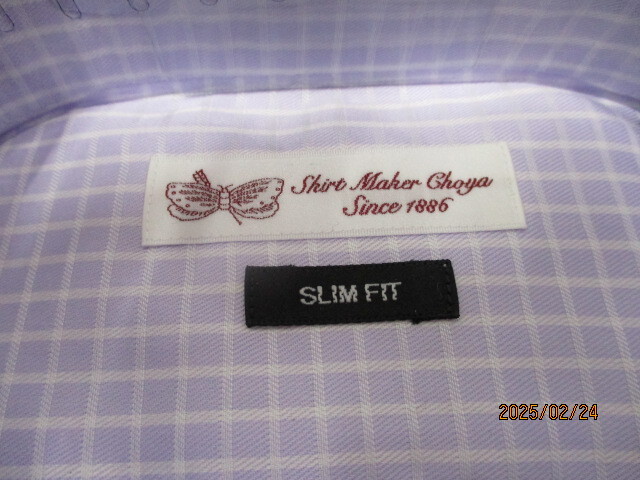 Shirt Maker Choya
Since 1886
SLIM FIT
2025/02/24